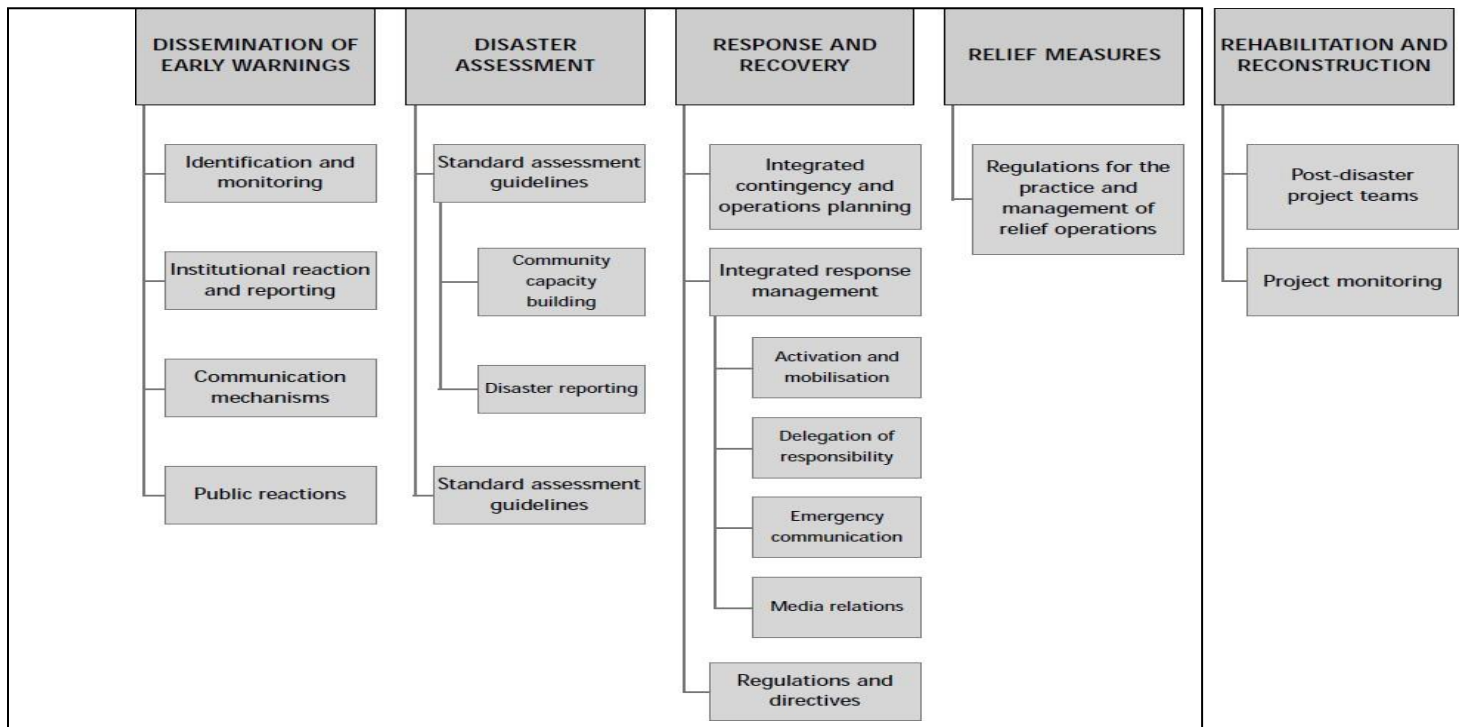 DISSEMINATION OF
EARLY WARNINGS
Identification and
monitoring
Institutional reaction
and reporting
Communication
mechanisms
Public reactions
DISASTER
ASSESSMENT
Standard assessment
guidelines
Community
capacity
building
Disaster reporting
Standard assessment
guidelines
RESPONSE AND
RECOVERY
Integrated
contingency and
operations planning
Integrated response
management
Activation and
mobilisation
Delegation of
responsibility
Emergency
communication
Media relations
Regulations and
directives
RELIEF MEASURES
Regulations for the
practice and
management of
relief operations
REHABILITATION AND
RECONSTRUCTION
Post-disaster
project teams
Project monitoring